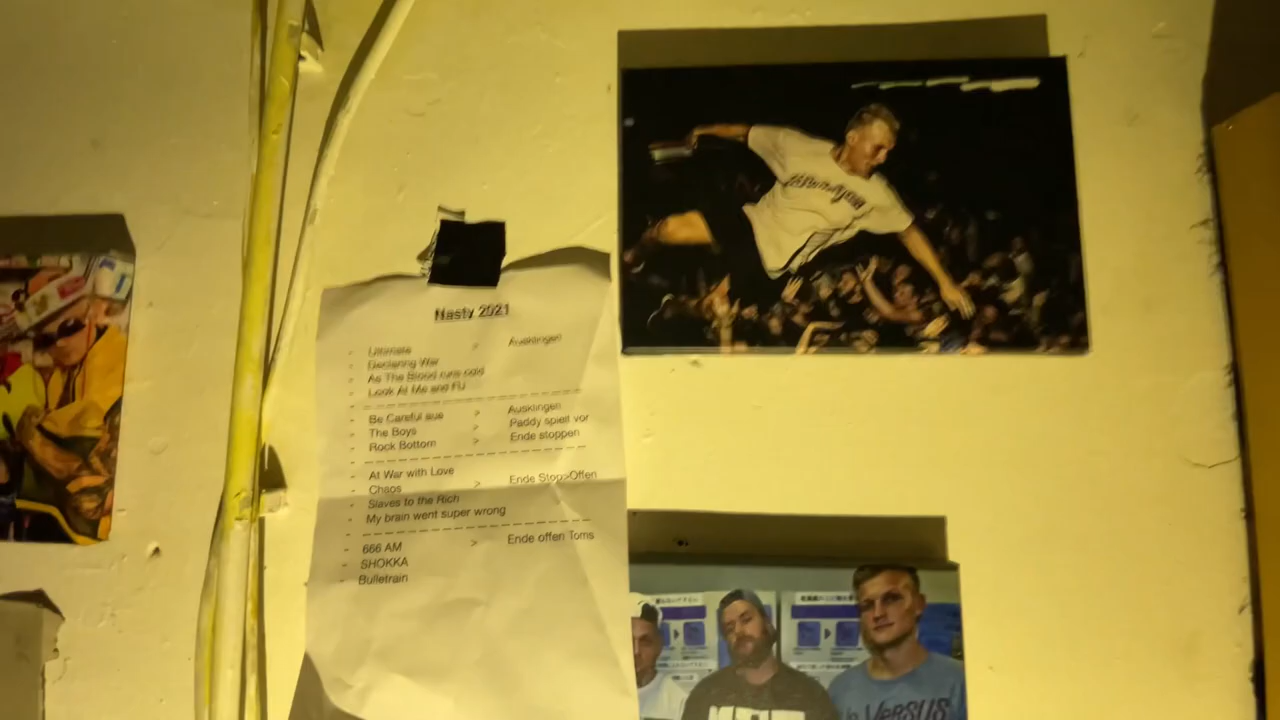 Nasty 2021
- Ultimate > Ausklingen
- Declaring War
- As The Blood runs cold
- Look At Me and FU
- Be Careful aus > Ausklingen
- The Boys > Paddy spielt vor
- Rock Bottom > Ende stoppen
- At War with Love
- Chaos > Ende Stop>Offen
- Slaves to the Rich
- My brain went super wrong
- 666 AM > Ende offen Toms
- SHOKKA
- Bulletrain
VERSUS